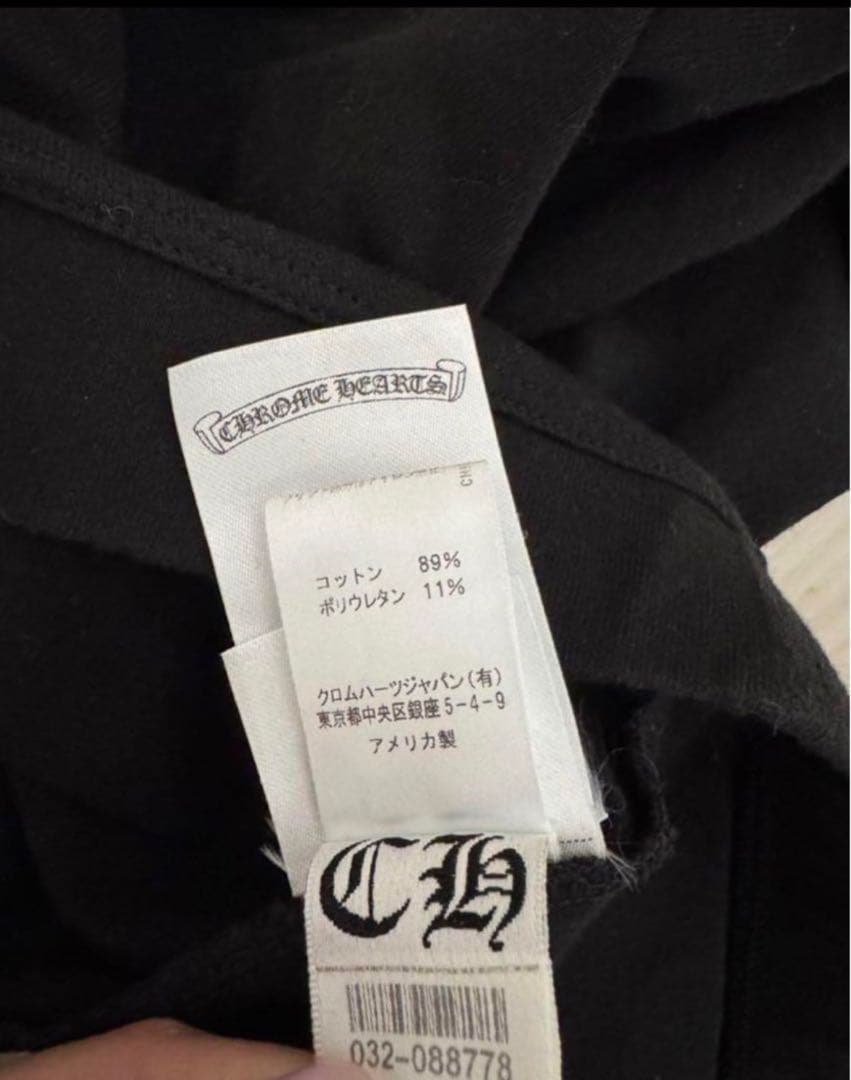 CHROME HEARTS
コットン 89%
ポリウレタン 11%
クロムハーツジャパン(有)
東京都中央区銀座5-4-9
アメリカ製
CH
032-088778